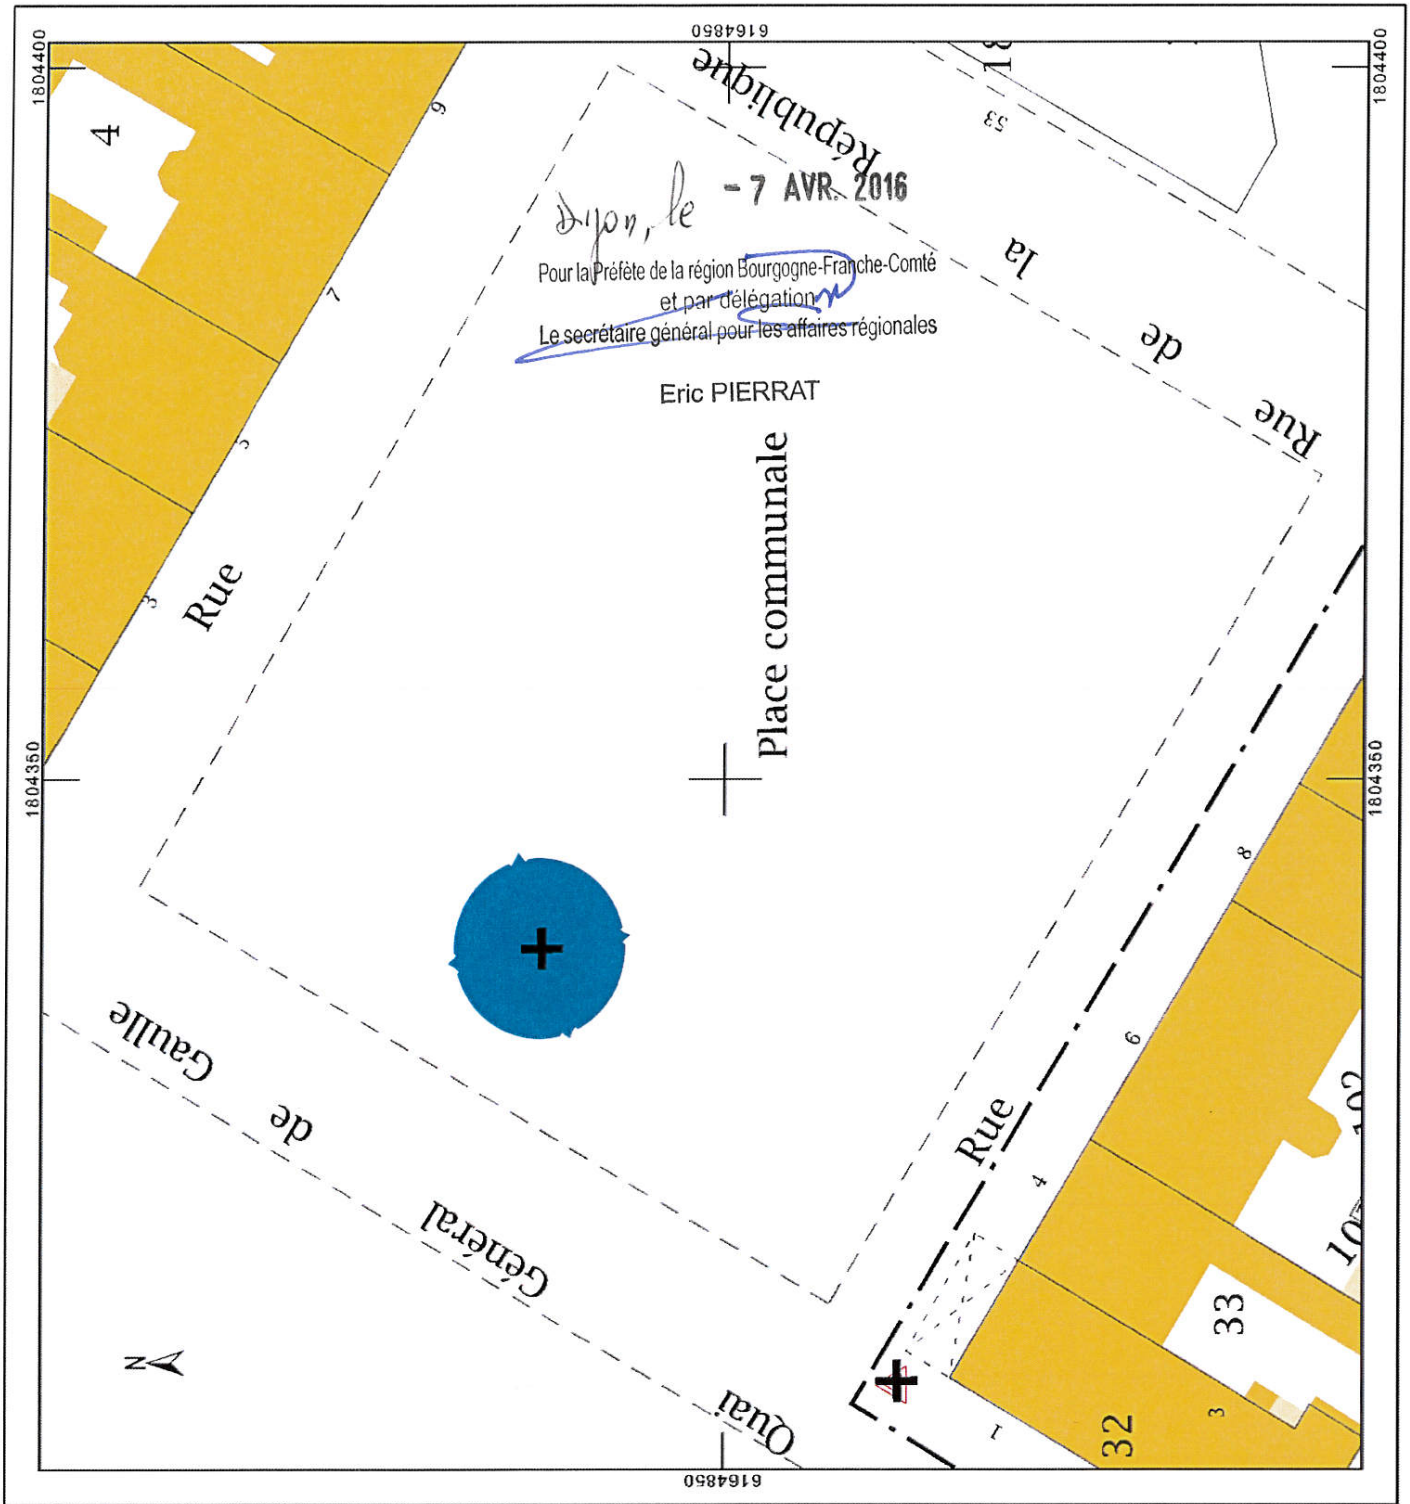 6164850
1804400
1804400
4
9
7
5
3
Rue
18
53
Rue de la République
Dijon, le - 7 AVR. 2016
Pour la Préfète de la région Bourgogne-Franche-Comté
et par délégation
Le secrétaire général pour les affaires régionales
Eric PIERRAT
Place communale
1804350
1804350
Quai Général de Gaulle
Rue
8
6
4
102
107
33
3
1
32
N
6164850